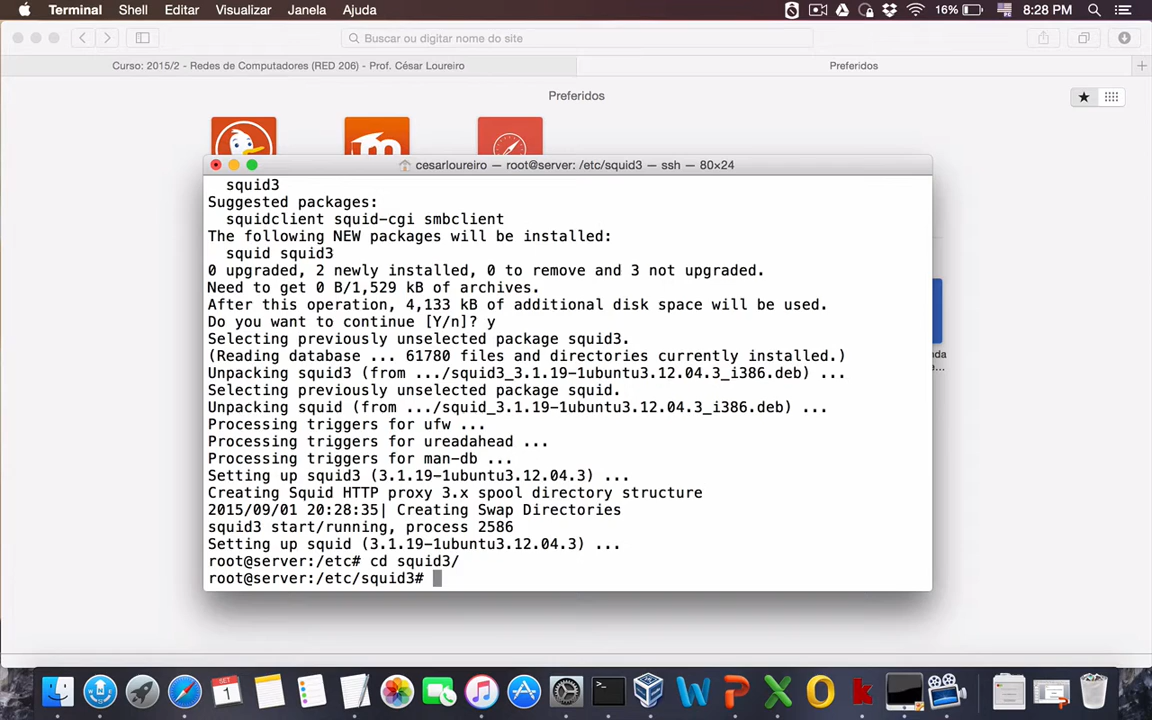 Terminal Shell Editar Visualizar Janela Ajuda 16% 8:28 PM
Buscar ou digitar nome do site
Curso: 2015/2 - Redes de Computadores (RED 206) - Prof. César Loureiro Preferidos
Preferidos
cesarloureiro — root@server: /etc/squid3 — ssh — 80×24
squid3
Suggested packages:
squidclient squid-cgi smbclient
The following NEW packages will be installed:
squid squid3
0 upgraded, 2 newly installed, 0 to remove and 3 not upgraded.
Need to get 0 B/1,529 kB of archives.
After this operation, 4,133 kB of additional disk space will be used.
Do you want to continue [Y/n]? y
Selecting previously unselected package squid3.
(Reading database ... 61780 files and directories currently installed.)
Unpacking squid3 (from .../squid3_3.1.19-1ubuntu3.12.04.3_i386.deb) ...
Selecting previously unselected package squid.
Unpacking squid (from .../squid_3.1.19-1ubuntu3.12.04.3_i386.deb) ...
Processing triggers for ufw ...
Processing triggers for ureadahead ...
Processing triggers for man-db ...
Setting up squid3 (3.1.19-1ubuntu3.12.04.3) ...
Creating Squid HTTP proxy 3.x spool directory structure
2015/09/01 20:28:35| Creating Swap Directories
squid3 start/running, process 2586
Setting up squid (3.1.19-1ubuntu3.12.04.3) ...
root@server:/etc# cd squid3/
root@server:/etc/squid3#
SET
1